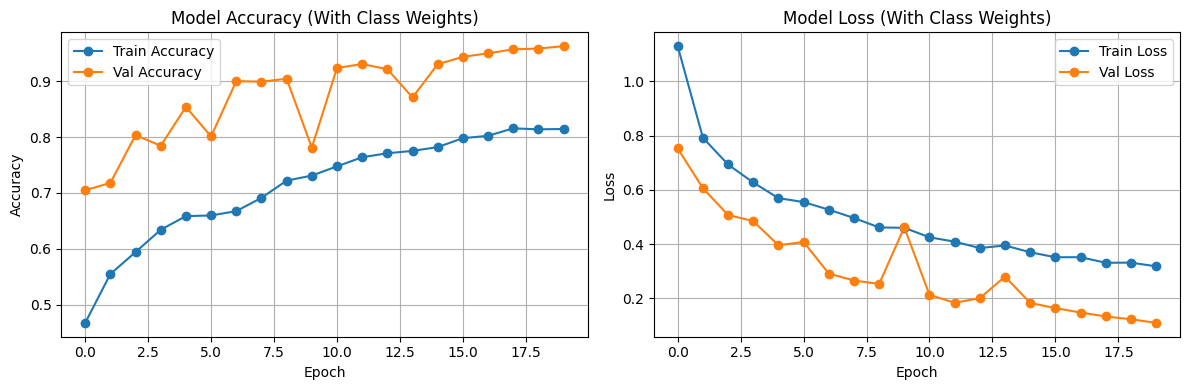 Model Accuracy (With Class Weights)
Train Accuracy
Val Accuracy
0.9
0.8
0.7
0.6
0.5
Accuracy
0.0 2.5 5.0 7.5 10.0 12.5 15.0 17.5
Epoch
Model Loss (With Class Weights)
Train Loss
Val Loss
1.0
0.8
0.6
0.4
0.2
Loss
0.0 2.5 5.0 7.5 10.0 12.5 15.0 17.5
Epoch